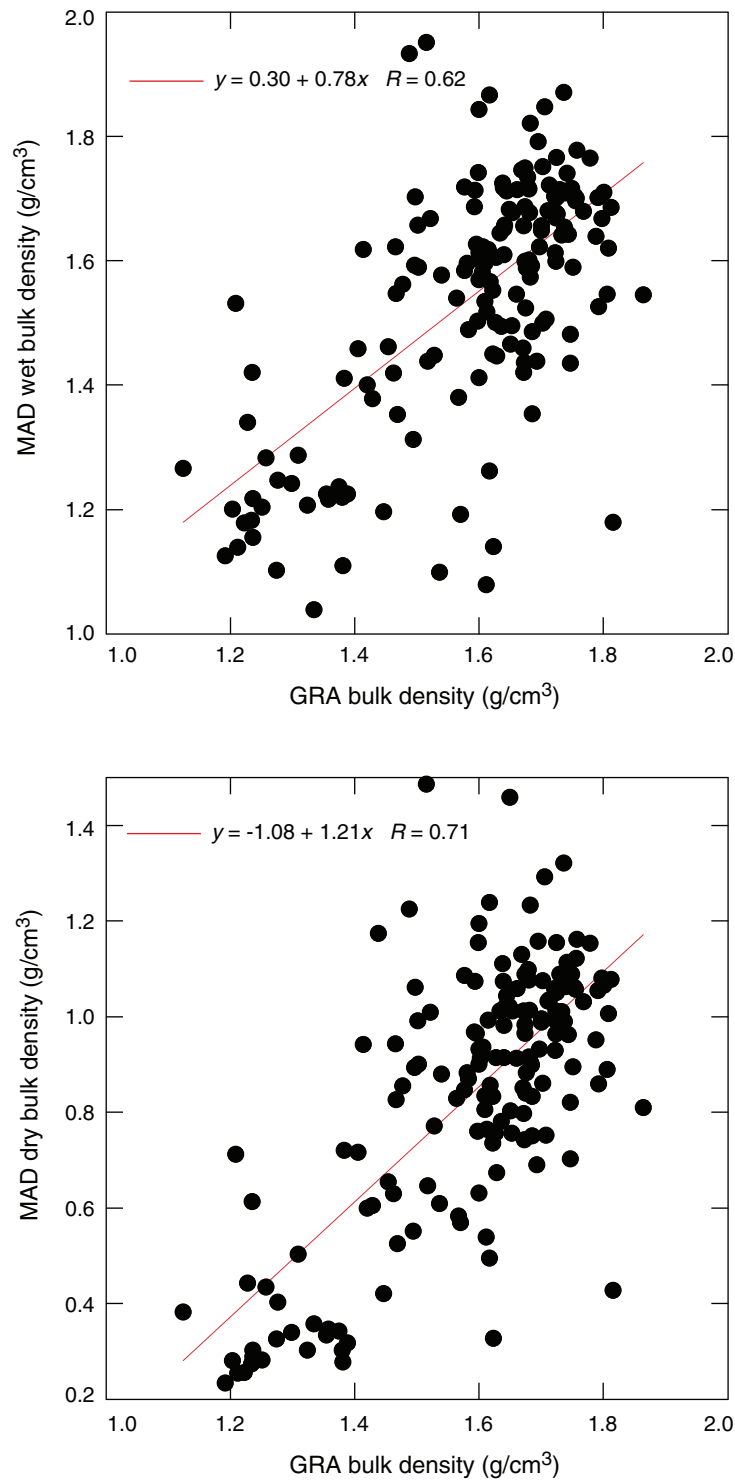 2.0
y = 0.30 + 0.78x R = 0.62
1.8
1.6
1.4
1.2
1.0
MAD wet bulk density (g/cm³)
1.0 1.2 1.4 1.6 1.8 2.0
GRA bulk density (g/cm³)
y = -1.08 + 1.21x R = 0.71
1.4
1.2
1.0
0.8
0.6
0.4
0.2
MAD dry bulk density (g/cm³)
1.0 1.2 1.4 1.6 1.8 2.0
GRA bulk density (g/cm³)